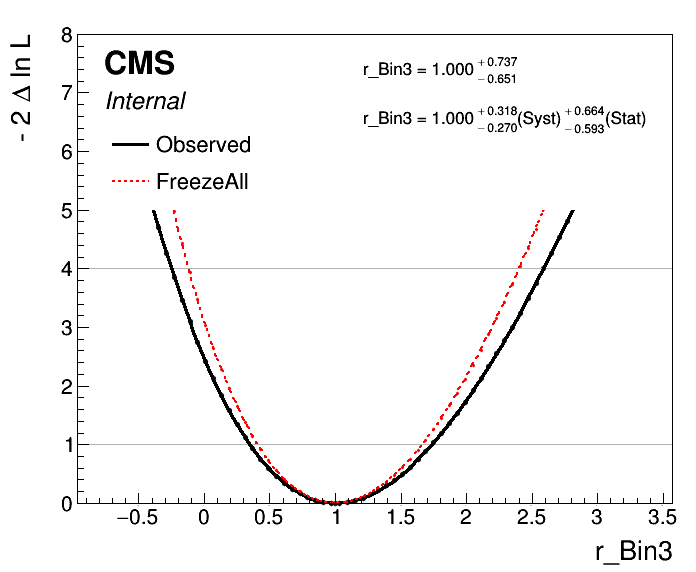 - 2 Δ ln L
8
7
6
5
4
3
2
1
0
CMS
Internal
Observed
FreezeAll
r_Bin3 = 1.000 +0.737 −0.651
r_Bin3 = 1.000 +0.318 −0.270 (Syst) +0.664 −0.593 (Stat)
−0.5 0 0.5 1 1.5 2 2.5 3 3.5
r_Bin3